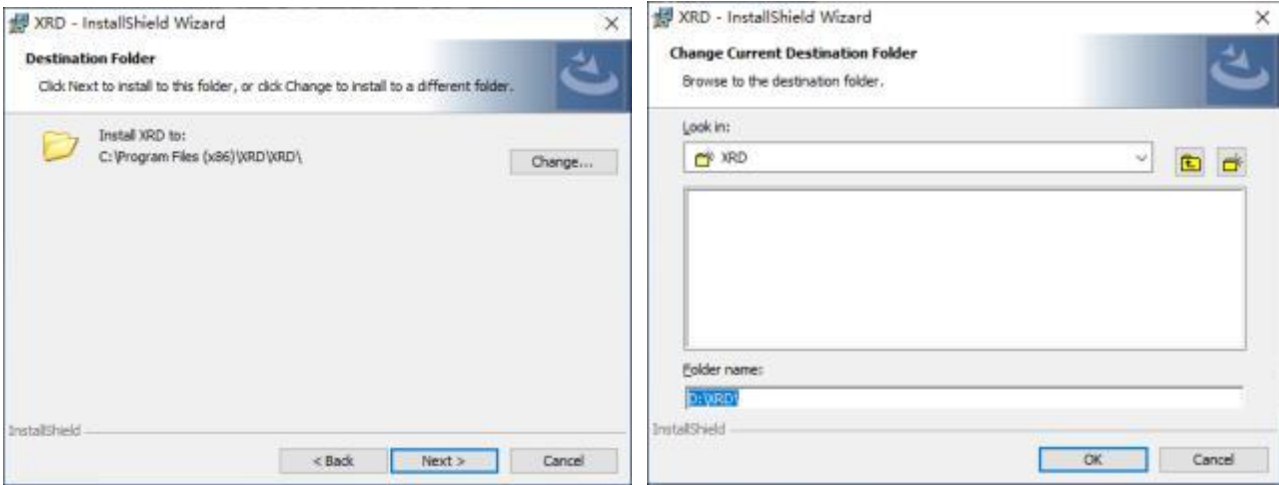 XRD - InstallShield Wizard
Destination Folder
Click Next to install to this folder, or click Change to install to a different folder.
Install XRD to:
C:\Program Files (x86)\XRD\XRD\
Change...
InstallShield
< Back
Next >
Cancel
XRD - InstallShield Wizard
Change Current Destination Folder
Browse to the destination folder.
Look in:
XRD
Folder name:
D:\XRD\
InstallShield
OK
Cancel